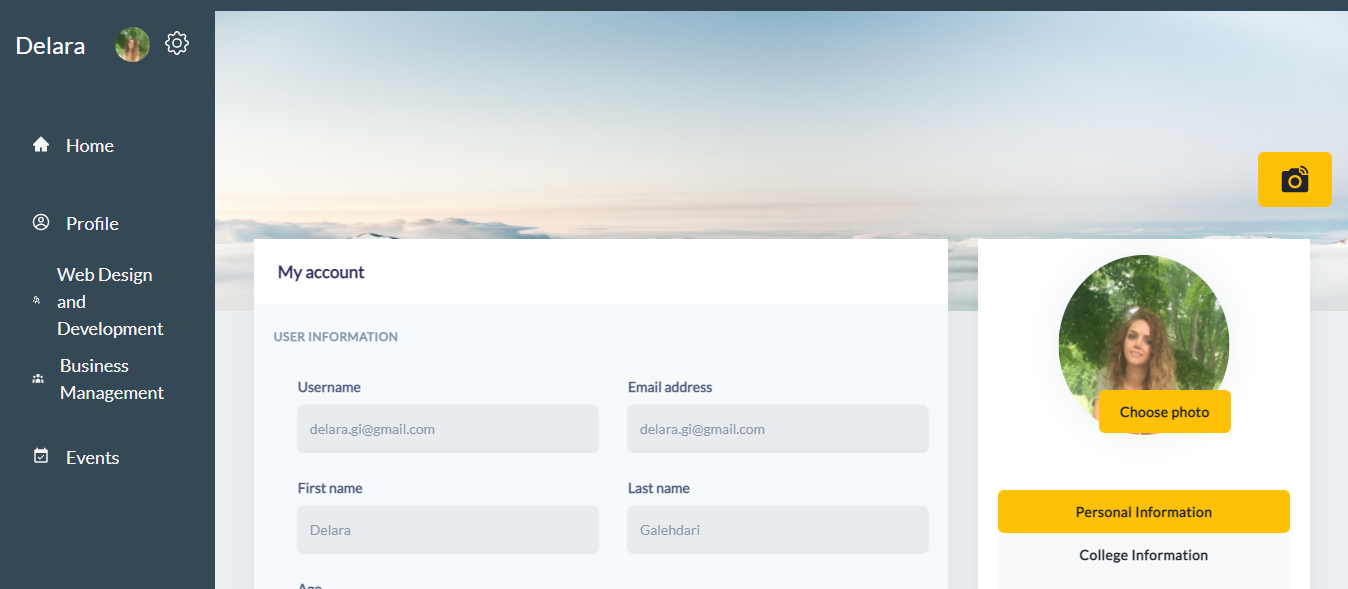 Delara
Home
Profile
Web Design
and
Development
Business
Management
Events
My account
USER INFORMATION
Username
Email address
delara.gi@gmail.com
delara.gi@gmail.com
First name
Last name
Delara
Galehdari
Age
Choose photo
Personal Information
College Information